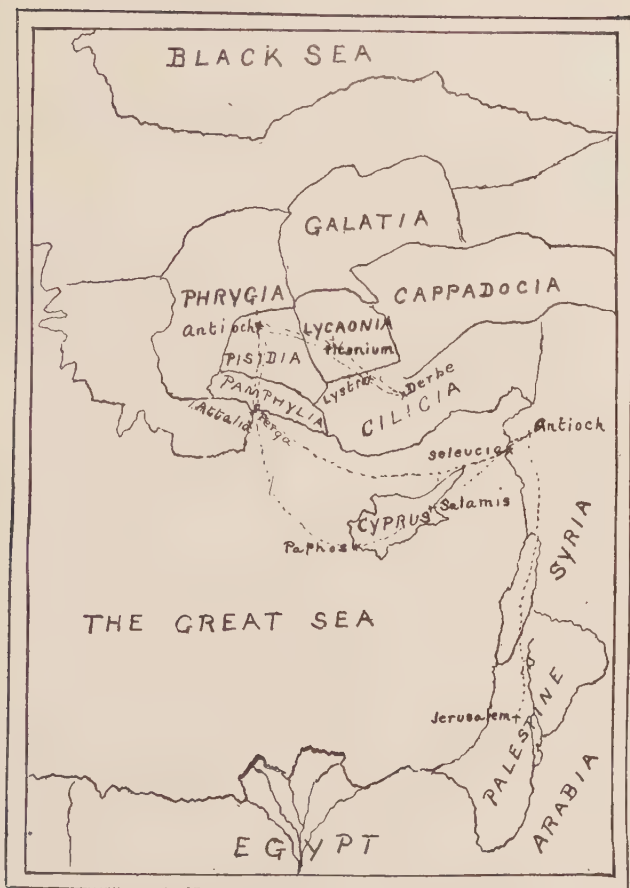 BLACK SEA
GALATIA
PHRYGIA
CAPPADOCIA
Antioch
LYCAONIA
Iconium
PISIDIA
Derbe
Lystra
PAMPHYLIA
CILICIA
Attalia
Perga
Antioch
Seleucia
Salamis
CYPRUS
Paphos
SYRIA
THE GREAT SEA
Jerusalem
PALESTINE
ARABIA
EGYPT